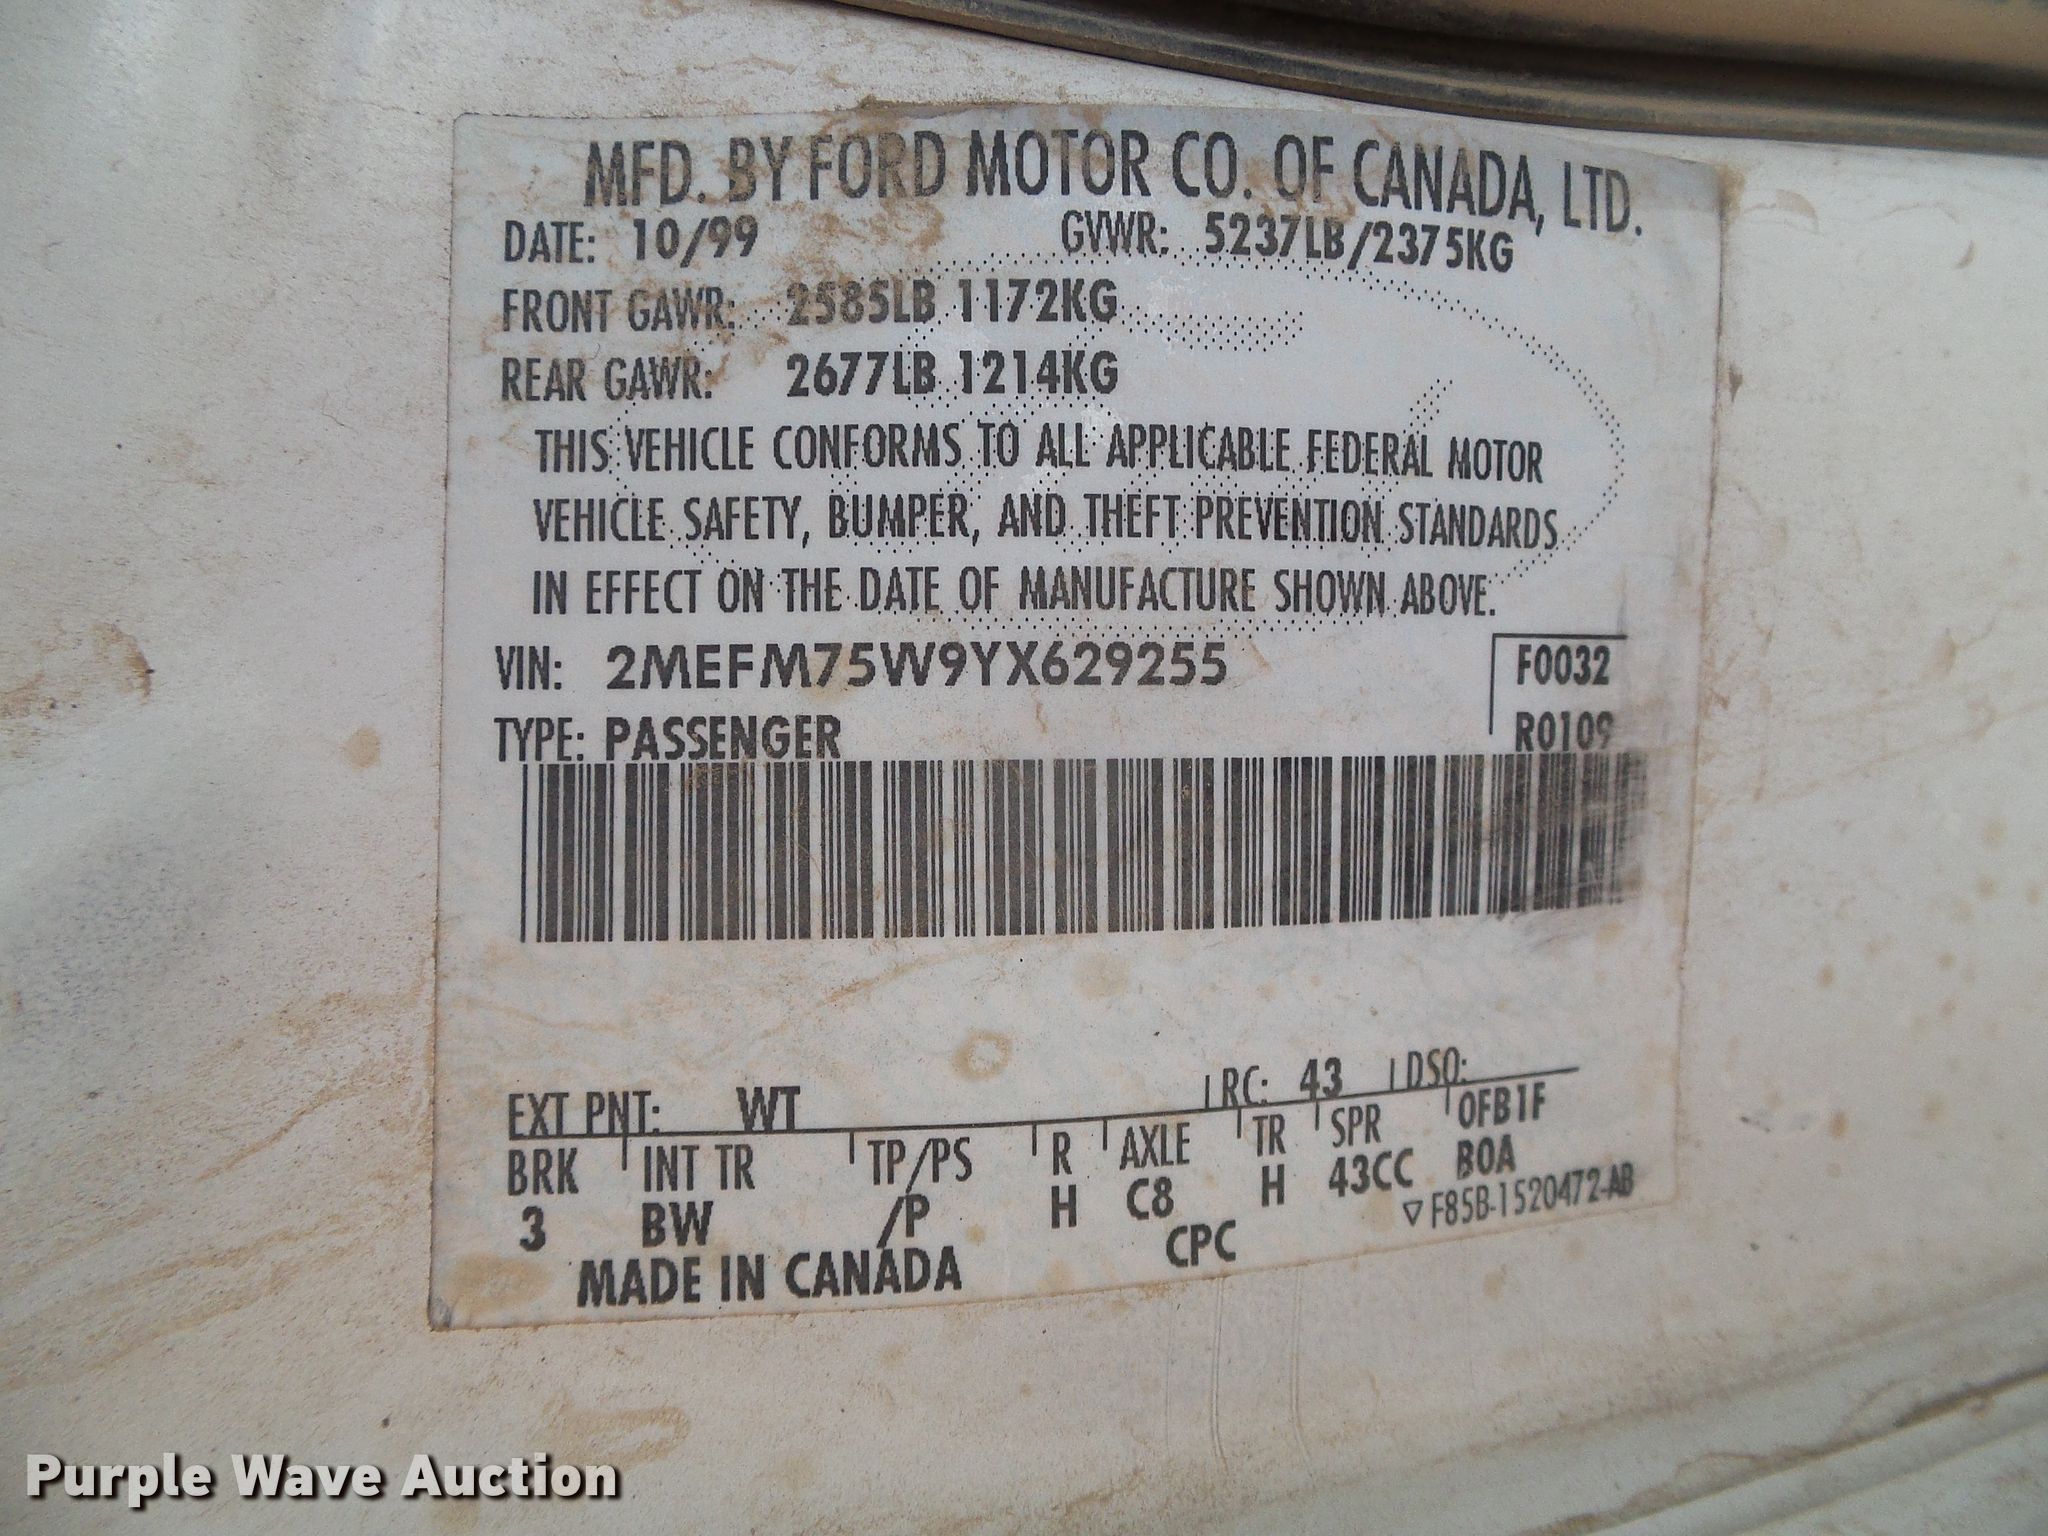 MFD. BY FORD MOTOR CO. OF CANADA, LTD.
DATE: 10/99 GVWR: 5237LB/2375KG
FRONT GAWR: 2585LB 1172KG
REAR GAWR: 2677LB 1214KG
THIS VEHICLE CONFORMS TO ALL APPLICABLE FEDERAL MOTOR
VEHICLE SAFETY, BUMPER, AND THEFT PREVENTION STANDARDS
IN EFFECT ON THE DATE OF MANUFACTURE SHOWN ABOVE.
VIN: 2MEFM75W9YX629255 F0032
TYPE: PASSENGER R0109
EXT PNT: WT RC: 43 DSO:
BRK INT TR TP/PS R AXLE TR SPR OFB1F
3 BW /P H C8 H 43CC BOA
▽ F85B-1520472-AB
MADE IN CANADA CPC
Purple Wave Auction